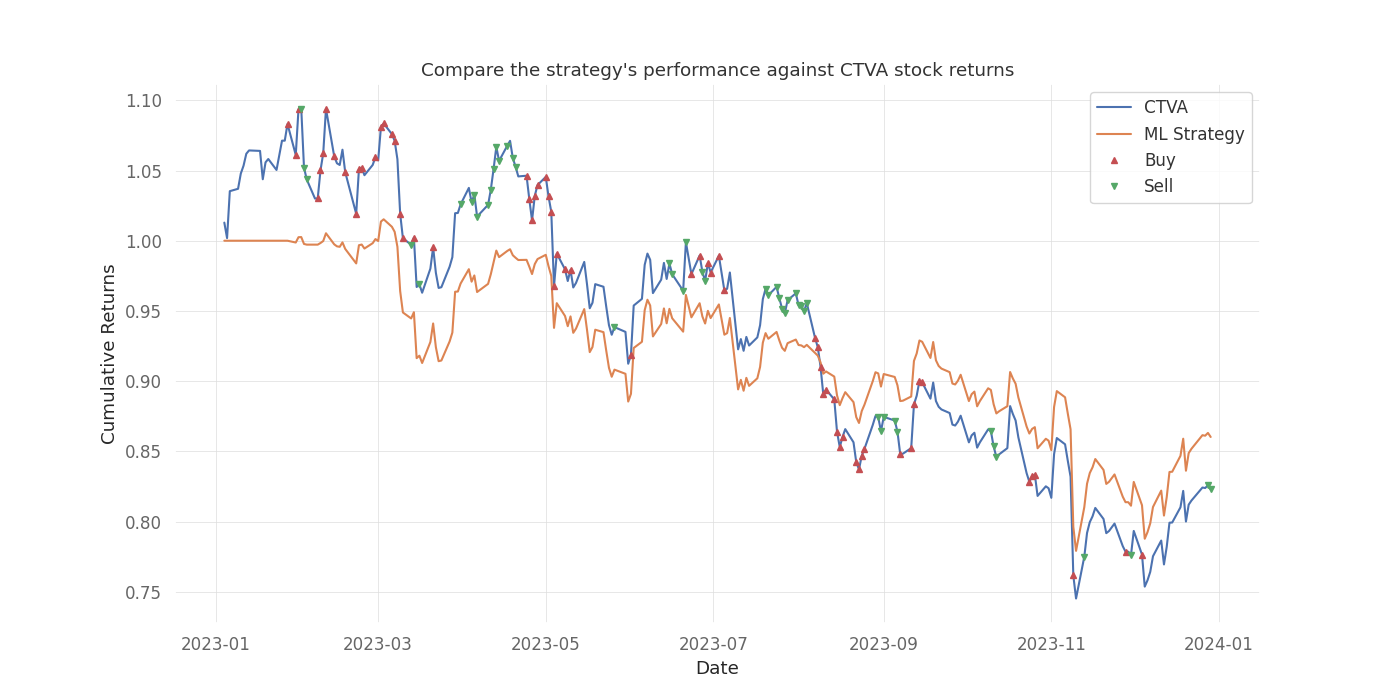 Compare the strategy's performance against CTVA stock returns
CTVA
ML Strategy
Buy
Sell
Cumulative Returns
1.10
1.05
1.00
0.95
0.90
0.85
0.80
0.75
2023-01 2023-03 2023-05 2023-07 2023-09 2023-11 2024-01
Date